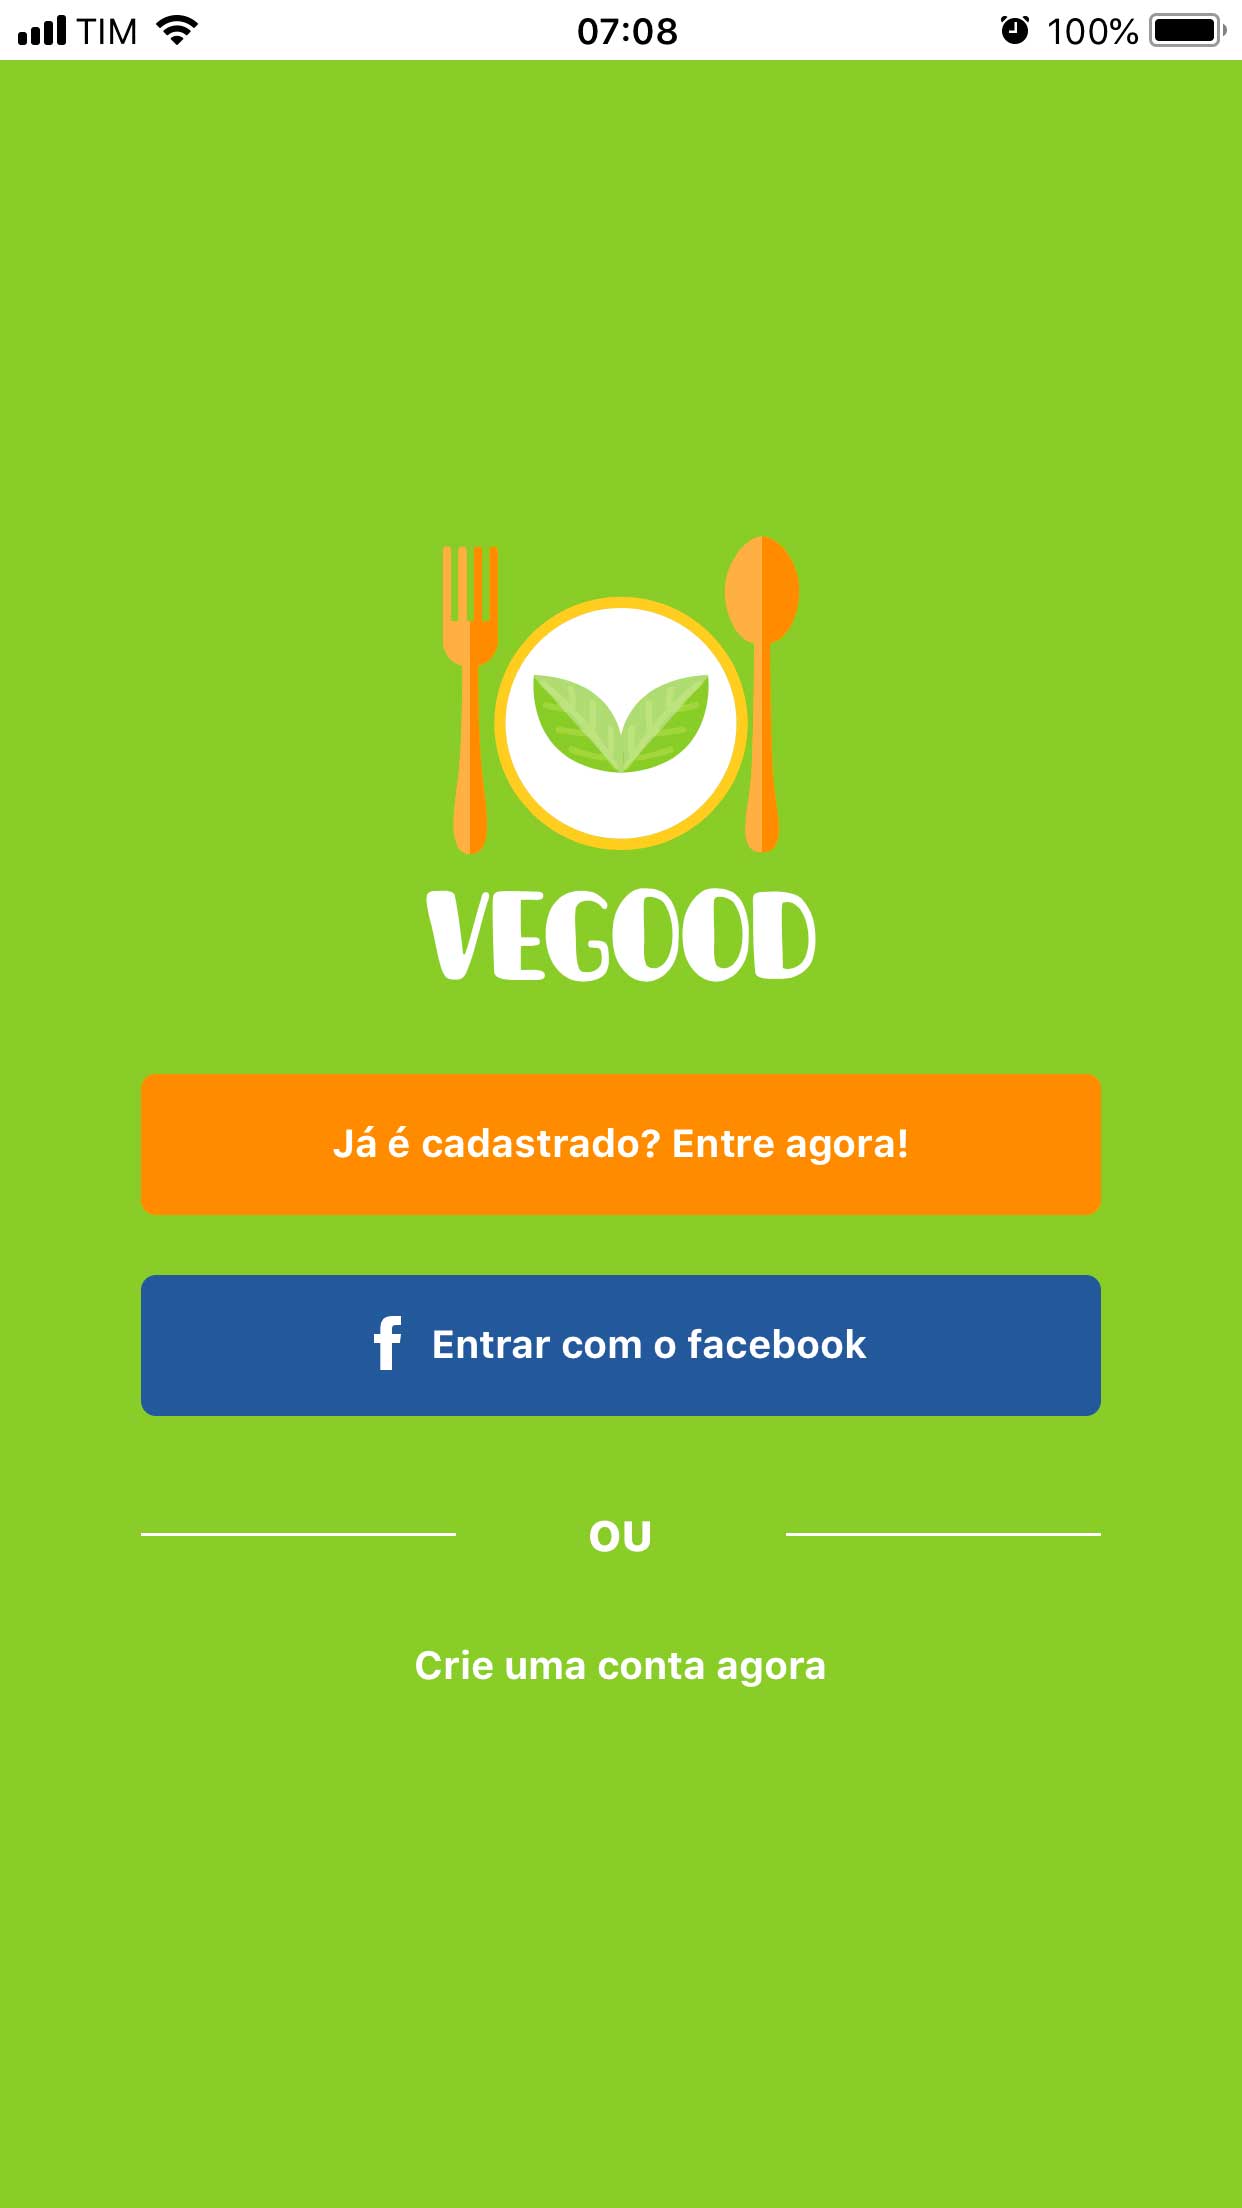 TIM 07:08 100%
VEGOOD
Já é cadastrado? Entre agora!
f Entrar com o facebook
OU
Crie uma conta agora